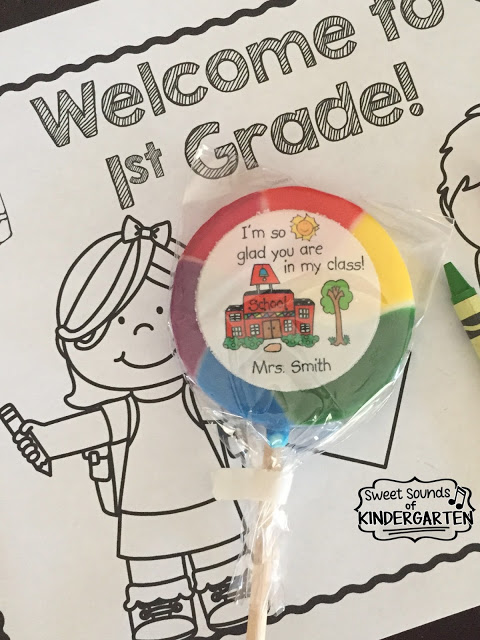 Welcome to
1st Grade!
I'm so
glad you are
in my class!
School
Mrs. Smith
Sweet Sounds
of
KINDERGARTEN